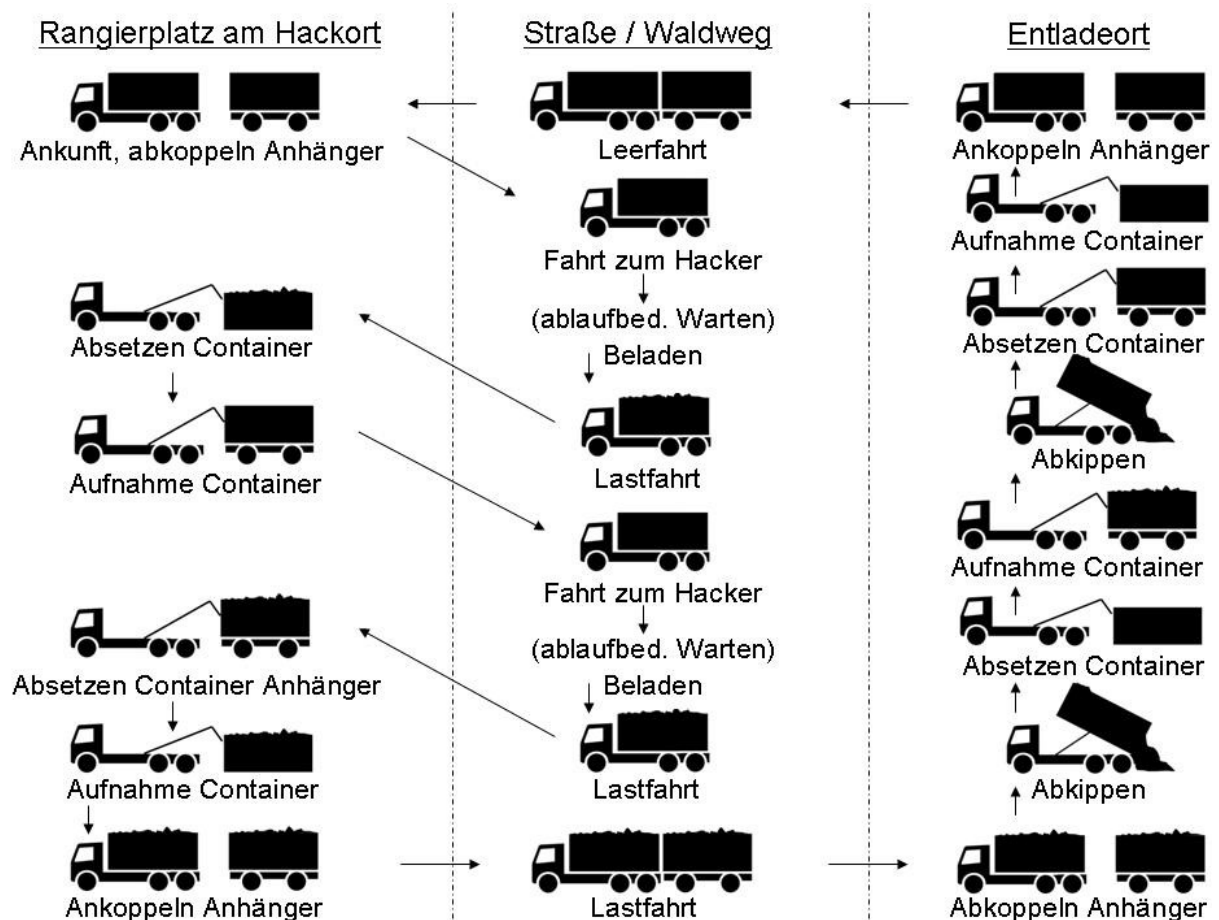 Rangierplatz am Hackort
Ankunft, abkoppeln Anhänger
Absetzen Container
Aufnahme Container
Absetzen Container Anhänger
Aufnahme Container
Ankoppeln Anhänger
Straße / Waldweg
Leerfahrt
Fahrt zum Hacker
(ablaufbed. Warten)
Beladen
Lastfahrt
Fahrt zum Hacker
(ablaufbed. Warten)
Beladen
Lastfahrt
Lastfahrt
Entladeort
Ankoppeln Anhänger
Aufnahme Container
Absetzen Container
Abkippen
Aufnahme Container
Absetzen Container
Abkippen
Abkoppeln Anhänger